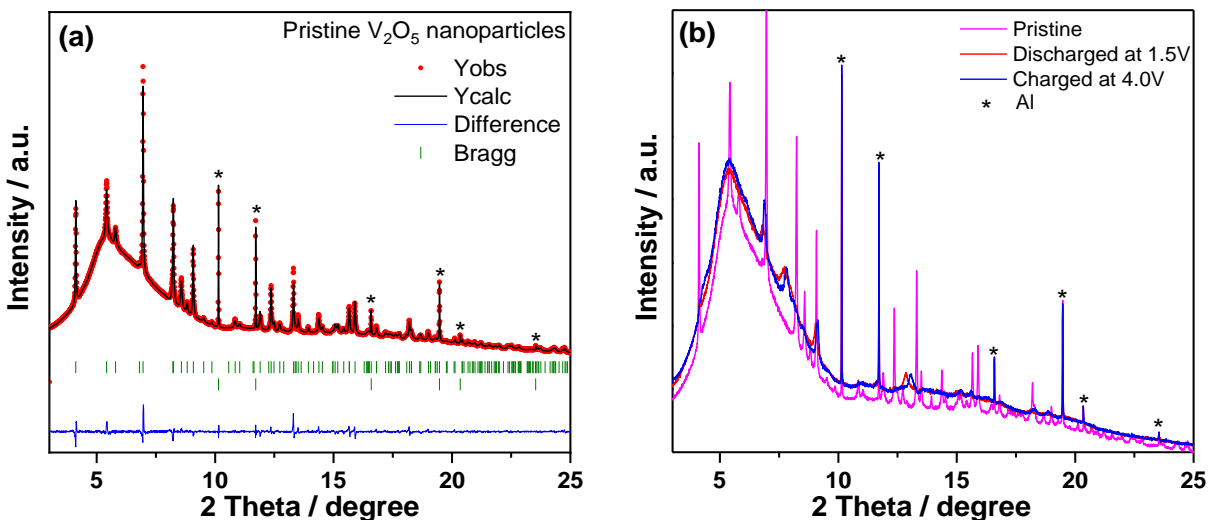 (a)
Pristine V₂O₅ nanoparticles
Yobs
Ycalc
Difference
Bragg
*
*
*
*
*
*
Intensity / a.u.
5
10
15
20
25
2 Theta / degree
(b)
Pristine
Discharged at 1.5V
Charged at 4.0V
* Al
*
*
*
*
*
*
Intensity / a.u.
5
10
15
20
25
2 Theta / degree